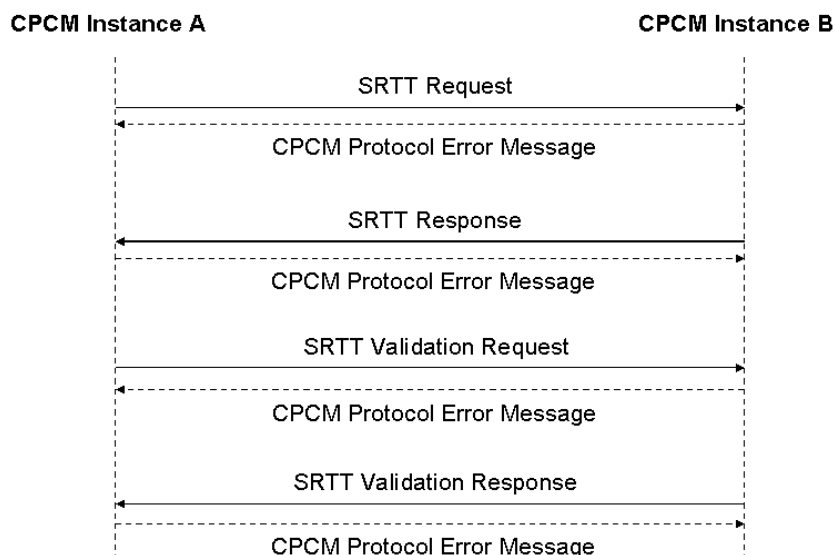 CPCM Instance A
CPCM Instance B
SRTT Request
CPCM Protocol Error Message
SRTT Response
CPCM Protocol Error Message
SRTT Validation Request
CPCM Protocol Error Message
SRTT Validation Response
CPCM Protocol Error Message